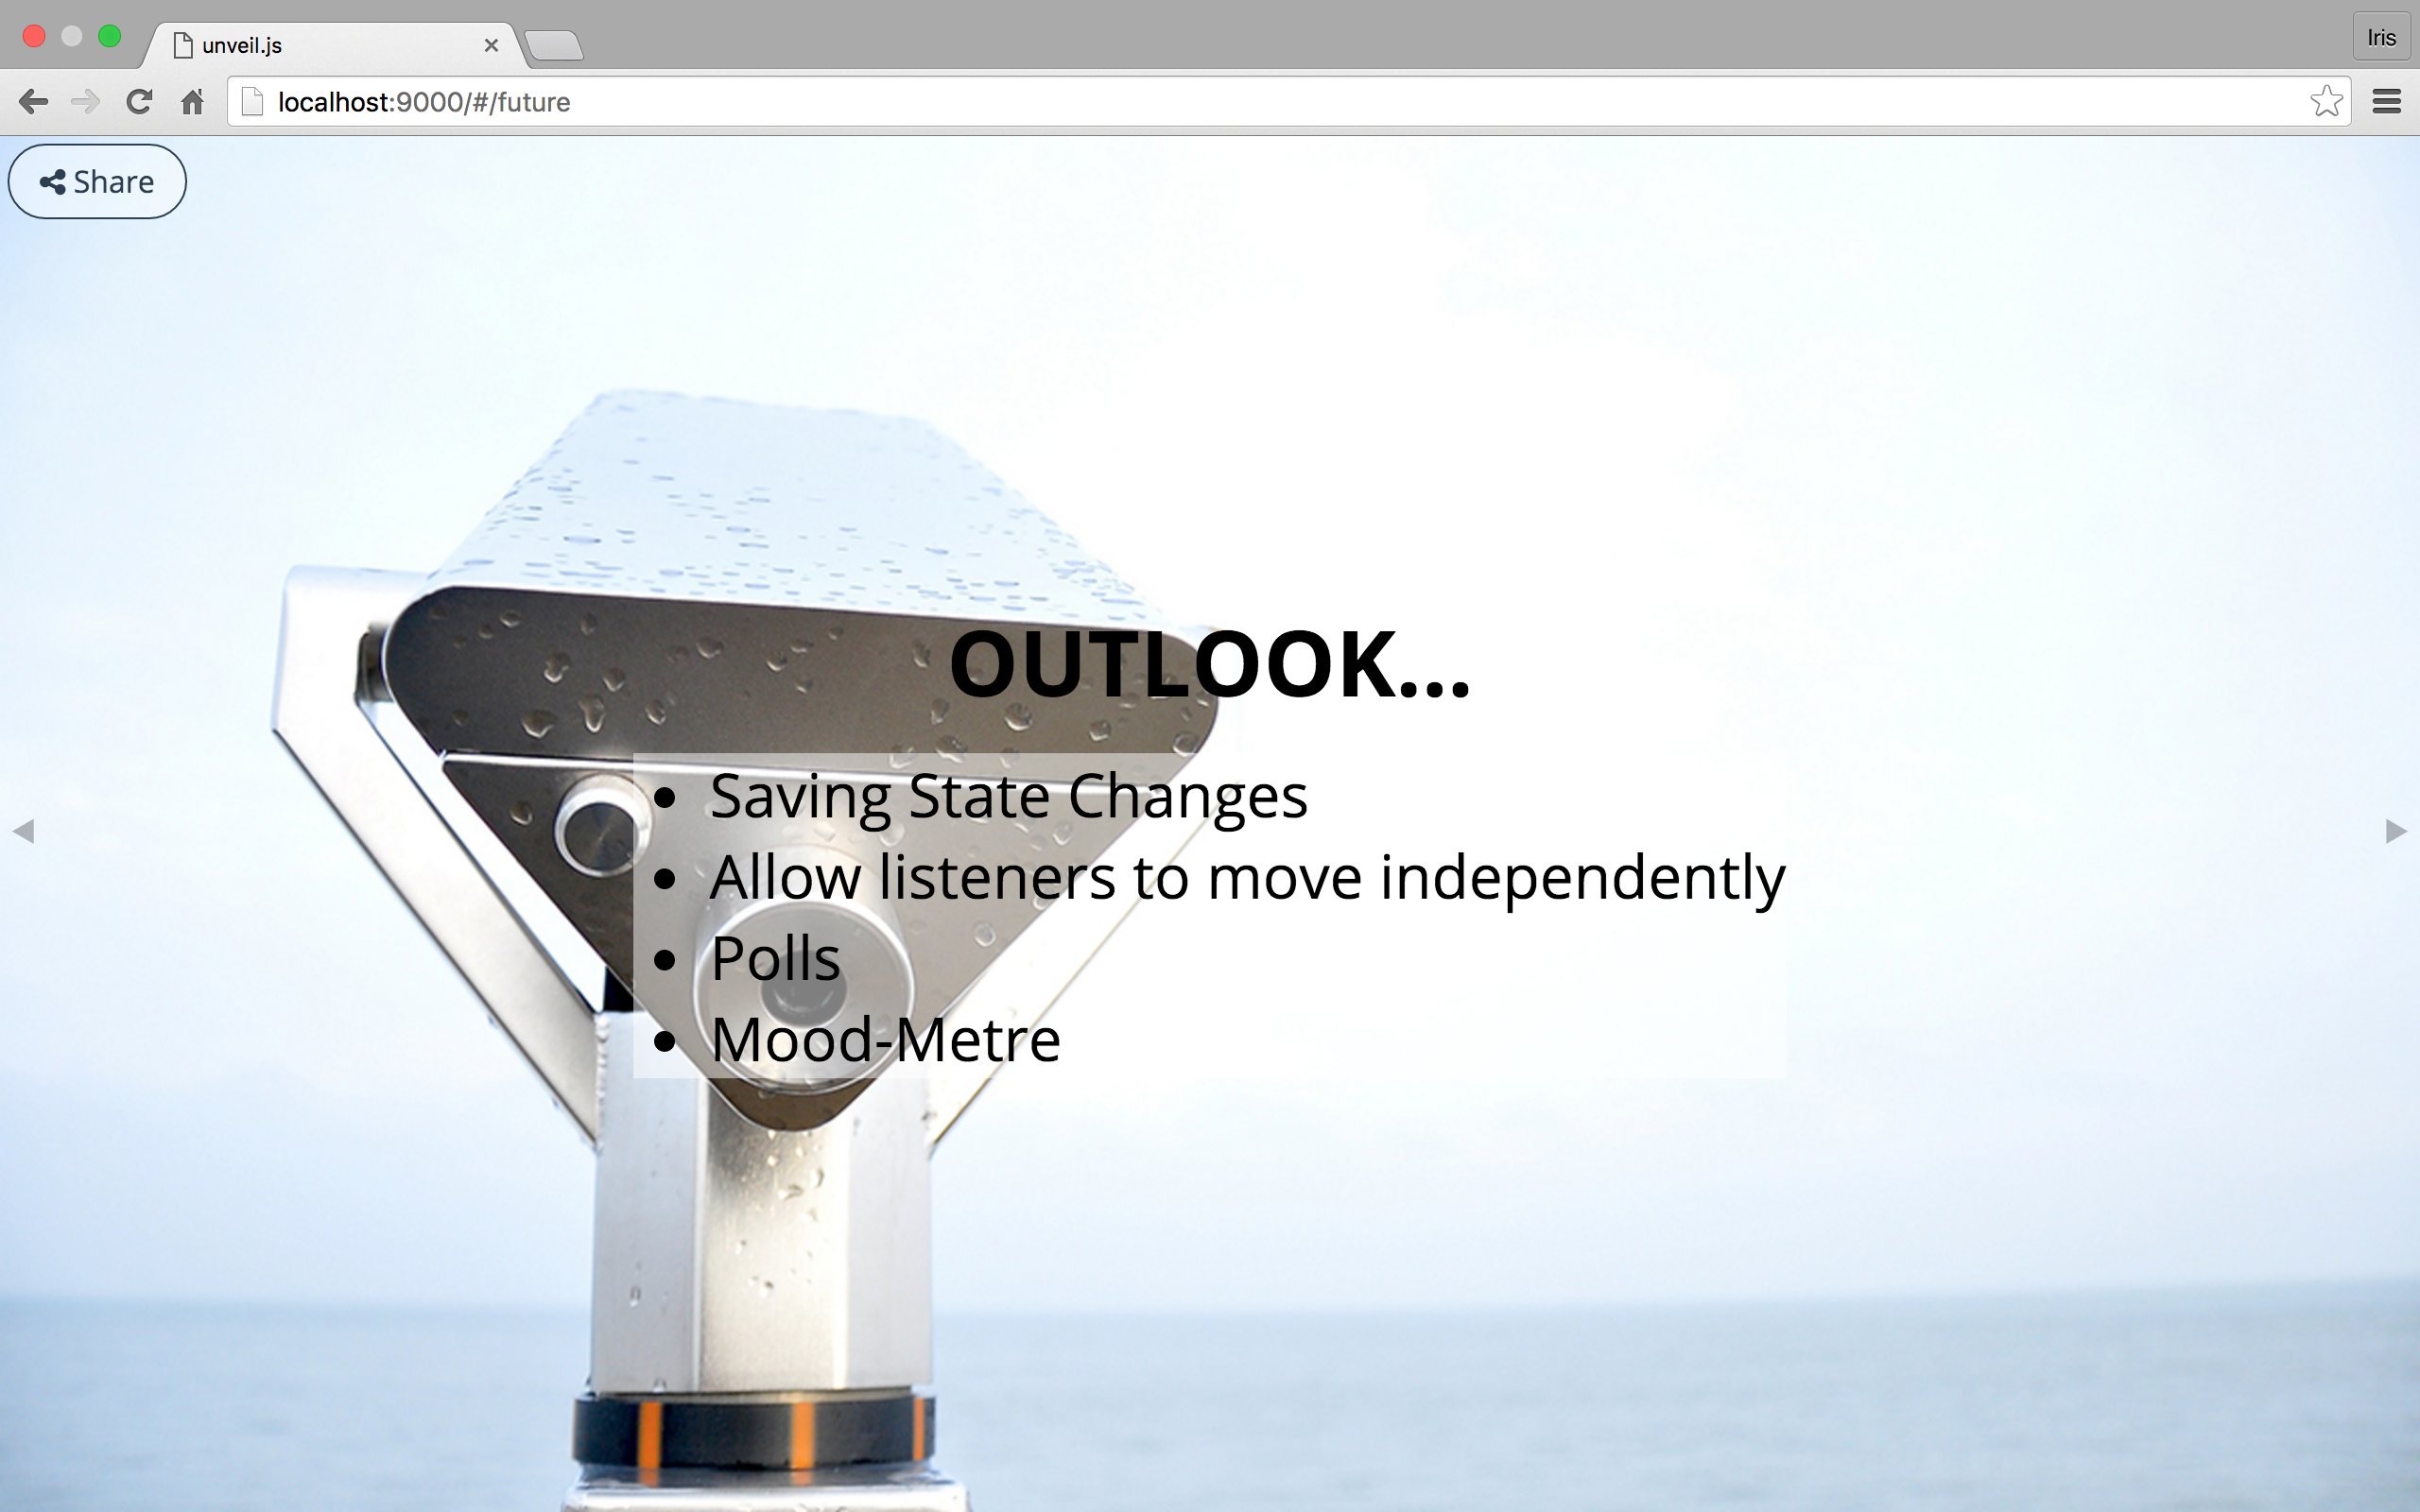 unveil.js
Iris
localhost:9000/#/future
Share
OUTLOOK...
• Saving State Changes
• Allow listeners to move independently
• Polls
• Mood-Metre